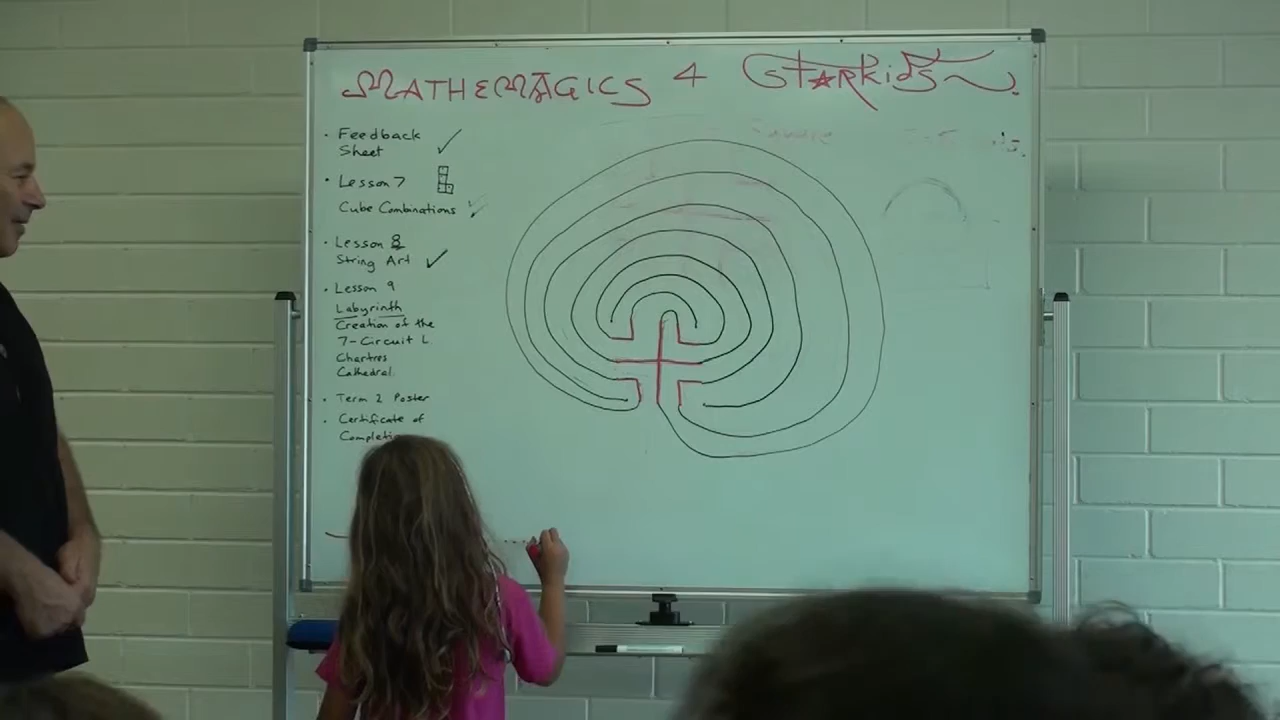 MATHEMAGICS 4 StARKidS
• Feedback ✓
Sheet
• Lesson 7
Cube Combinations ✓
• Lesson 8
String Art ✓
• Lesson 9
Labyrinth
Creation of the
7-Circuit L
Chartres
Cathedral.
• Term 2 Poster
• Certificate of